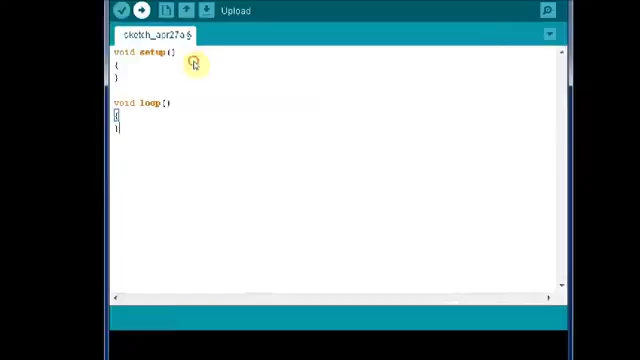 Upload
sketch_apr27a §
void setup()
{
}
void loop()
{
}